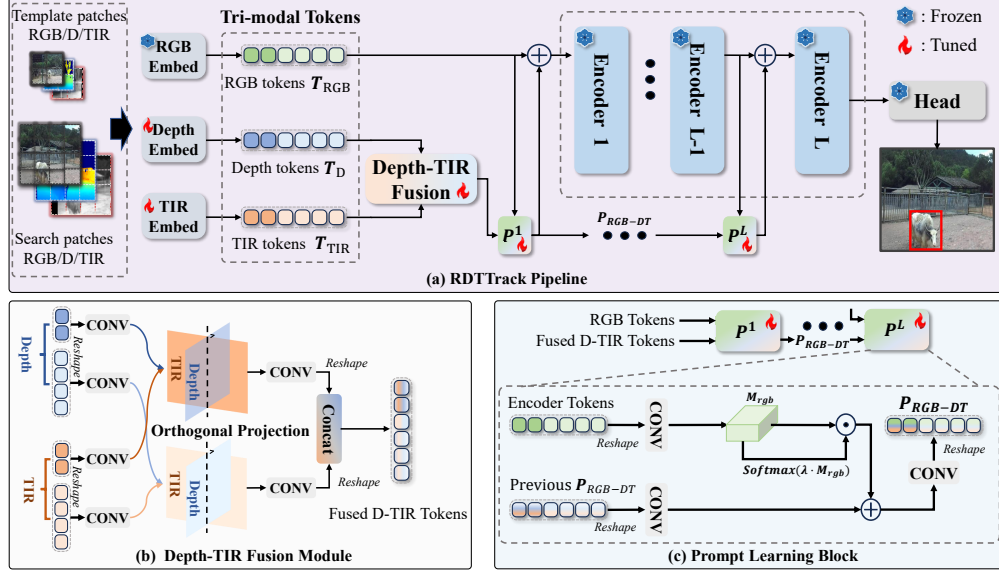 Template patches
RGB/D/TIR
Search patches
RGB/D/TIR
Tri-modal Tokens
RGB
Embed
RGB tokens T_RGB
Depth
Embed
Depth tokens T_D
TIR
Embed
TIR tokens T_TIR
Depth-TIR
Fusion
P^1
P_RGB−DT
P^L
Encoder 1
Encoder L-1
Encoder L
Head
: Frozen
: Tuned
(a) RDTTrack Pipeline
Depth
Reshape
CONV
CONV
TIR
Reshape
CONV
CONV
TIR
Depth
Orthogonal Projection
TIR
Depth
CONV
Reshape
Concat
CONV
Reshape
Fused D-TIR Tokens
(b) Depth-TIR Fusion Module
RGB Tokens
Fused D-TIR Tokens
P^1
P_RGB−DT
P^L
Encoder Tokens
Reshape
CONV
M_rgb
Softmax(λ · M_rgb)
P_RGB−DT
Reshape
CONV
Previous P_RGB−DT
Reshape
CONV
(c) Prompt Learning Block